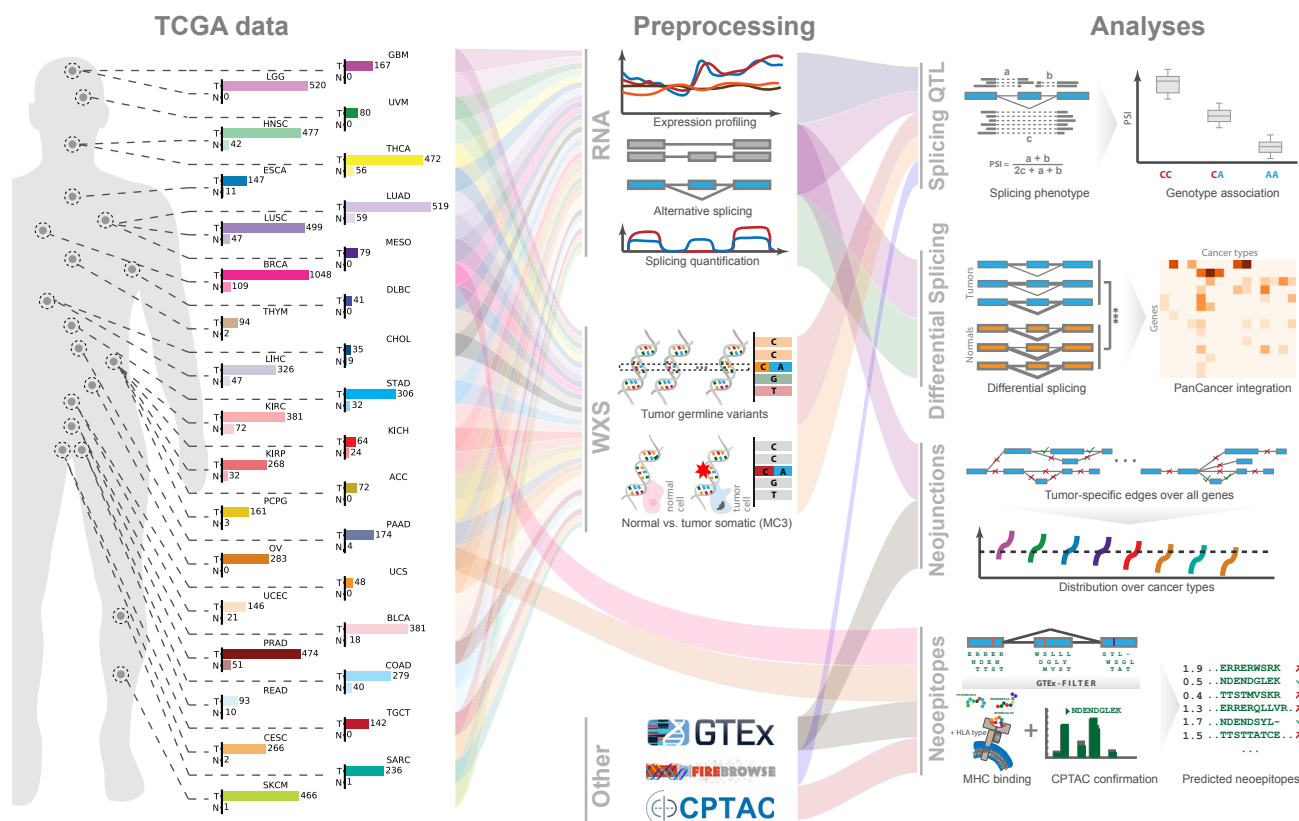 TCGA data
Preprocessing
Analyses
GBM
T 167
N 0
LGG
T 520
N 0
UVM
T 80
N 0
HNSC
T 477
N 42
THCA
T 472
N 56
ESCA
T 147
N 11
LUAD
T 519
N 59
LUSC
T 499
N 47
MESO
T 79
N 0
BRCA
T 1048
N 109
DLBC
T 41
N 0
THYM
T 94
N 2
CHOL
T 35
N 9
LIHC
T 326
N 47
STAD
T 306
N 32
KIRC
T 381
N 72
KICH
T 64
N 24
KIRP
T 268
N 32
ACC
T 72
N 0
PCPG
T 161
N 3
PAAD
T 174
N 4
OV
T 283
N 0
UCS
T 48
N 0
UCEC
T 146
N 21
BLCA
T 381
N 18
PRAD
T 474
N 51
COAD
T 279
N 40
READ
T 93
N 10
TGCT
T 142
N 0
CESC
T 266
N 2
SARC
T 236
N 1
SKCM
T 466
N 1
RNA
Expression profiling
Alternative splicing
Splicing quantification
WXS
C
C
C A
G
T
Tumor germline variants
C
C
C A
G
T
normal cell
tumor cell
Normal vs. tumor somatic (MC3)
Other
GTEx
FIREBROWSE
CPTAC
Splicing QTL
a b
c
PSI = a + b
2c + a + b
Splicing phenotype
PSI
CC CA AA
Genotype association
Differential Splicing
Tumors
Normals
***
Differential splicing
Cancer types
Genes
PanCancer integration
Neojunctions
...
Tumor-specific edges over all genes
Distribution over cancer types
Neoepitopes
E R R E R W S L L L S Y L -
N D E N D G L Y W S G L
T T S T M V S T T A T
GTEx-FILTER
+ HLA type
MHC binding
+
NDENDGLEK
CPTAC confirmation
1.9 ..ERRERWSRK ✗
0.5 ..NDENDGLEK ✓
0.4 ..TTSTMVSKR ✗
1.3 ..ERRERQLLVR. ✗
1.7 ..NDENDSYL- ✓
1.5 ..TTSTTATCE.. ✗
...
Predicted neoepitopes